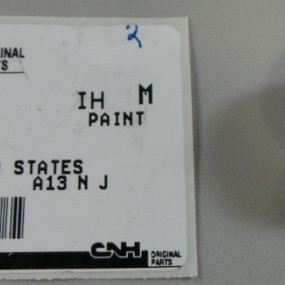 2
INAL
TS
IH M
PAINT
STATES
A13 N J
CNH ORIGINAL
PARTS